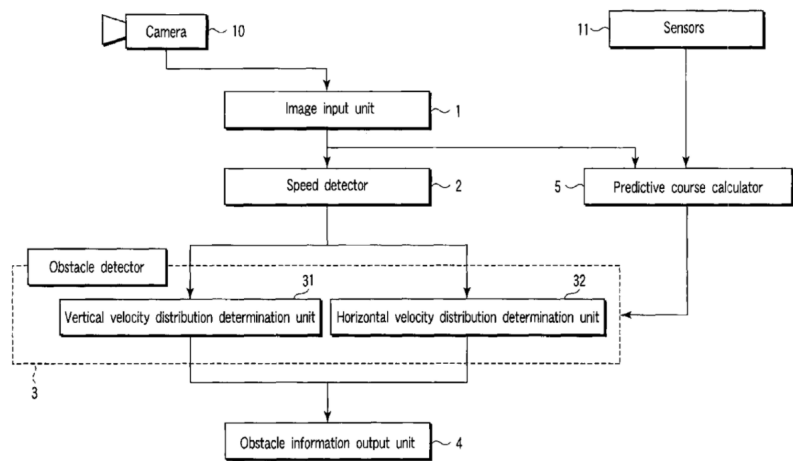 Camera
10
11
Sensors
Image input unit
1
Speed detector
2
5
Predictive course calculator
Obstacle detector
31
32
Vertical velocity distribution determination unit
Horizontal velocity distribution determination unit
3
Obstacle information output unit
4